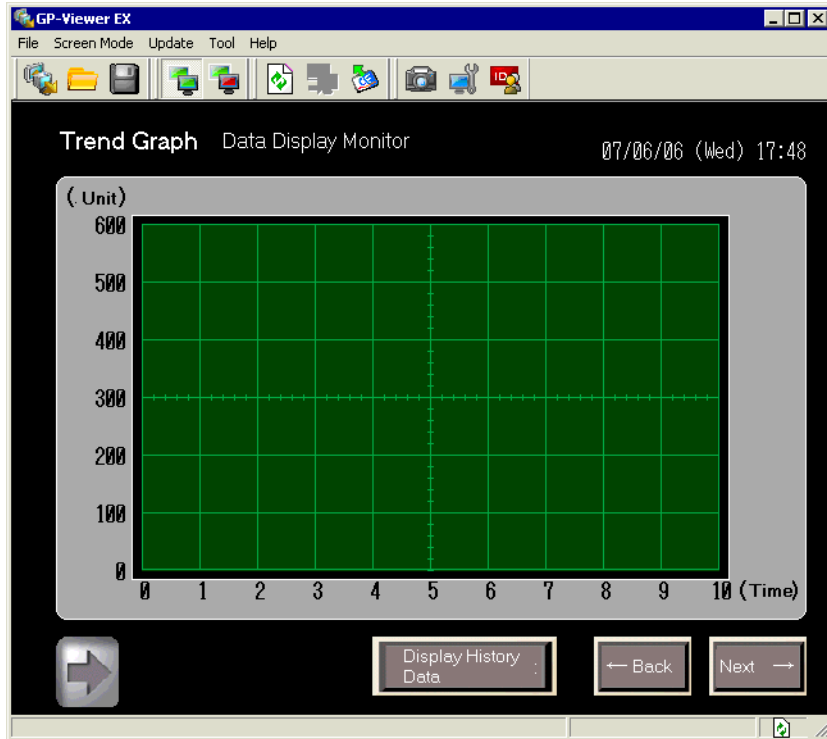 GP-Viewer EX
File Screen Mode Update Tool Help
ID
Trend Graph Data Display Monitor
07/06/06 (Wed) 17:48
(. Unit)
600
500
400
300
200
100
0
0 1 2 3 4 5 6 7 8 9 10 (Time)
Display History :
Data
← Back
Next →